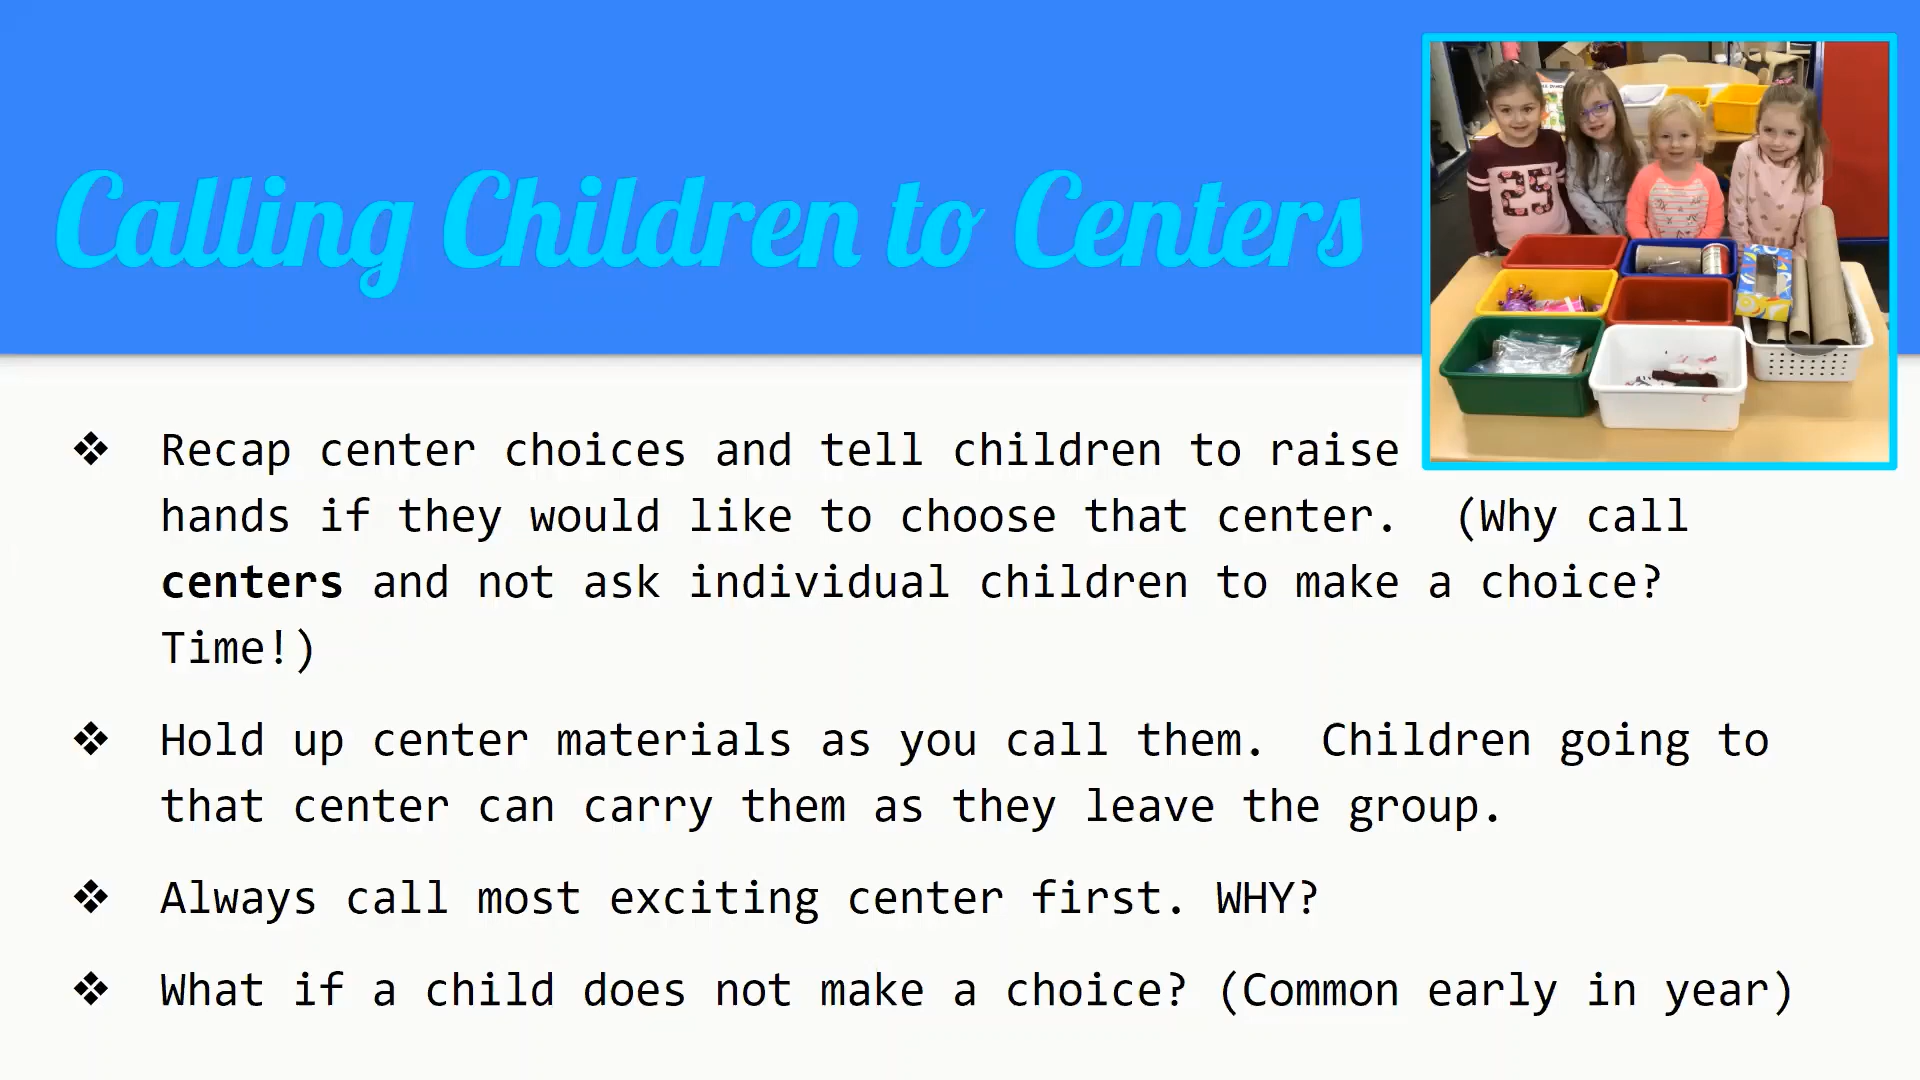 Calling Children to Centers
❖ Recap center choices and tell children to raise
hands if they would like to choose that center.  (Why call
centers and not ask individual children to make a choice?
Time!)
❖ Hold up center materials as you call them.  Children going to
that center can carry them as they leave the group.
❖ Always call most exciting center first. WHY?
❖ What if a child does not make a choice? (Common early in year)
25